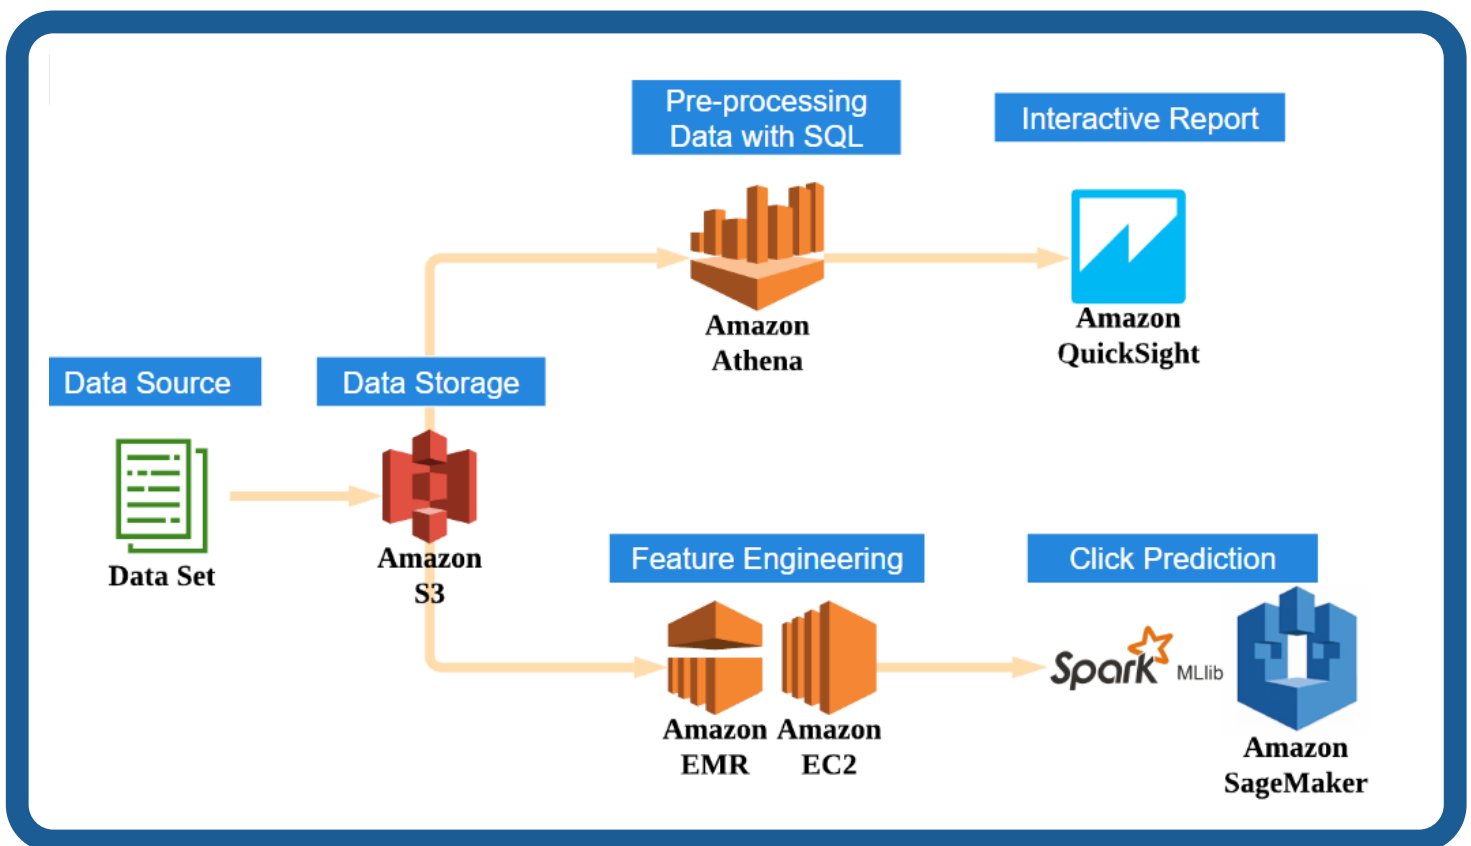 Pre-processing
Data with SQL
Interactive Report
Amazon
Athena
Amazon
QuickSight
Data Source
Data Storage
Data Set
Amazon
S3
Feature Engineering
Click Prediction
Amazon
EMR
Amazon
EC2
Spark MLlib
Amazon
SageMaker